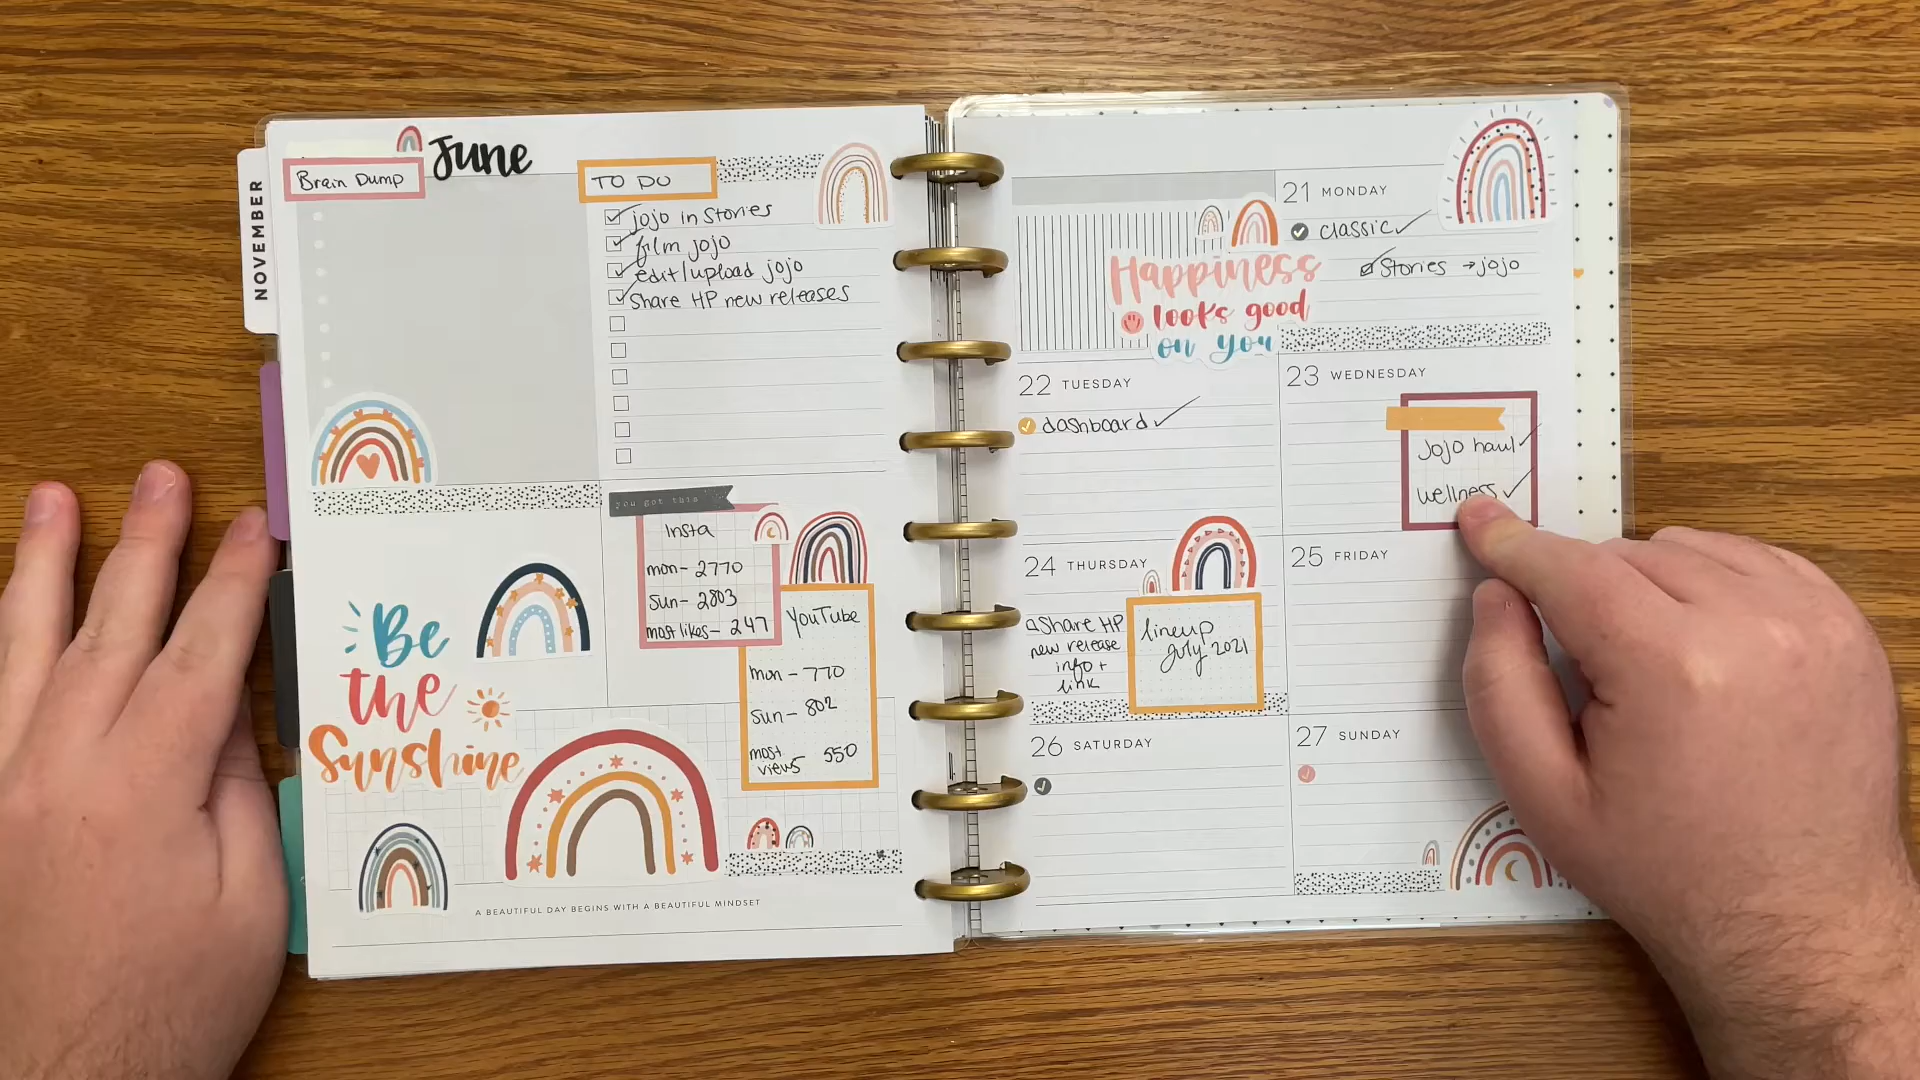 NOVEMBER
June
Brain Dump
TO DO
jojo in stories
film jojo
edit/upload jojo
Share HP new releases
you got this
Insta
mon- 2770
Sun- 2803
most likes- 247
YouTube
mon - 770
Sun - 802
most views 550
Be
the
Sunshine
A BEAUTIFUL DAY BEGINS WITH A BEAUTIFUL MINDSET
Happiness
looks good
on you
21 MONDAY
classic
Stories → jojo
22 TUESDAY
dashboard
23 WEDNESDAY
Jojo haul
wellness
24 THURSDAY
Share HP
new release
info +
link
lineup
July 2021
25 FRIDAY
26 SATURDAY
27 SUNDAY